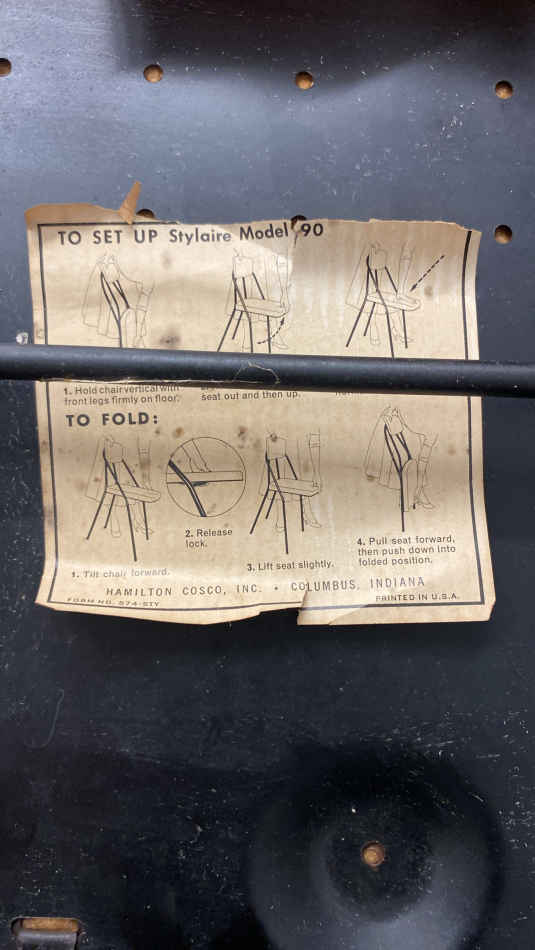 TO SET UP Stylaire Model 90
1. Hold chair vertical with
front legs firmly on floor.
seat out and then up.
TO FOLD:
1. Tilt chair forward.
2. Release
lock.
3. Lift seat slightly.
4. Pull seat forward,
then push down into
folded position.
HAMILTON COSCO, INC. • COLUMBUS, INDIANA
FORM NO. 574-STY
PRINTED IN U.S.A.